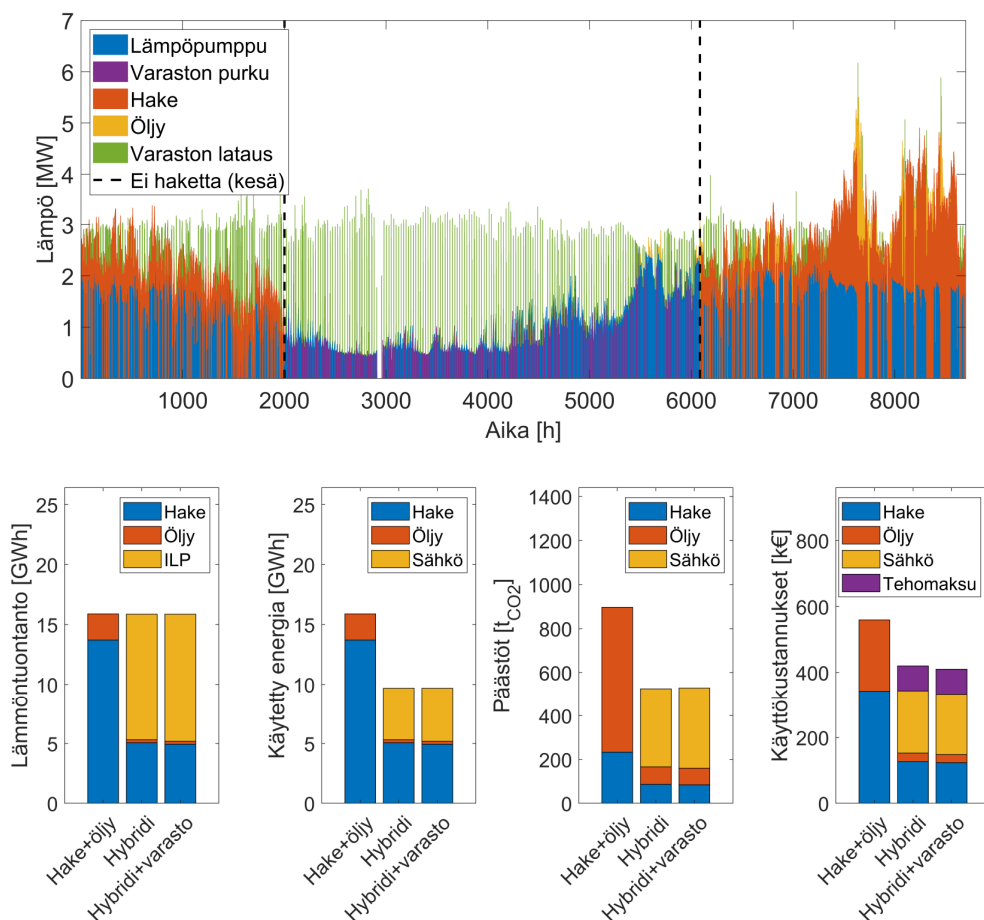 7
6
5
4
3
2
1
0
Lämpö [MW]
Lämpöpumppu
Varaston purku
Hake
Öljy
Varaston lataus
Ei haketta (kesä)
1000 2000 3000 4000 5000 6000 7000 8000
Aika [h]
Lämmöntuontanto [GWh]
25
20
15
10
5
0
Hake
Öljy
ILP
Hake+öljy
Hybridi
Hybridi+varasto
Käytetty energia [GWh]
25
20
15
10
5
0
Hake
Öljy
Sähkö
Hake+öljy
Hybridi
Hybridi+varasto
Päästöt [t_CO2]
1400
1200
1000
800
600
400
200
0
Hake
Öljy
Sähkö
Hake+öljy
Hybridi
Hybridi+varasto
Käyttökustannukset [k€]
800
600
400
200
0
Hake
Öljy
Sähkö
Tehomaksu
Hake+öljy
Hybridi
Hybridi+varasto